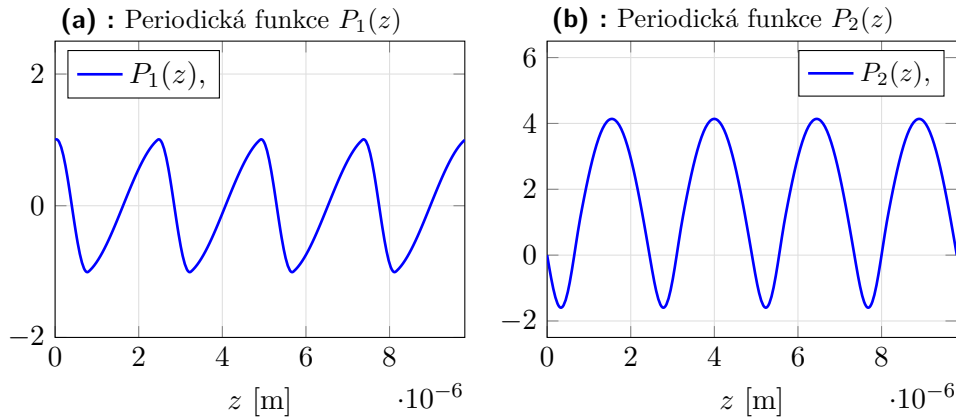 (a) : Periodická funkce P₁(z)
P₁(z),
2
0
−2
0 2 4 6 8
z [m] ·10⁻⁶
(b) : Periodická funkce P₂(z)
P₂(z),
6
4
2
0
−2
0 2 4 6 8
z [m] ·10⁻⁶